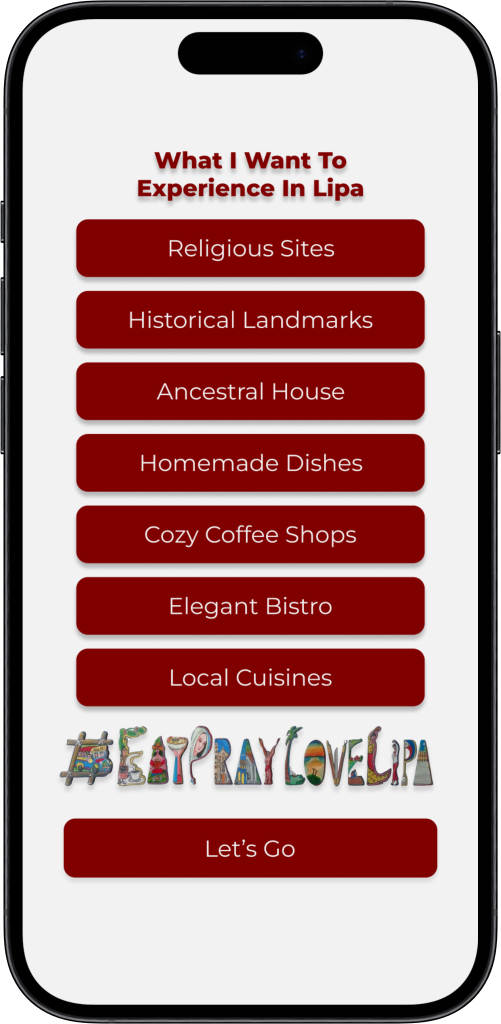 What I Want To
Experience In Lipa
Religious Sites
Historical Landmarks
Ancestral House
Homemade Dishes
Cozy Coffee Shops
Elegant Bistro
Local Cuisines
#EATPRAYLOVELIPA
Let’s Go